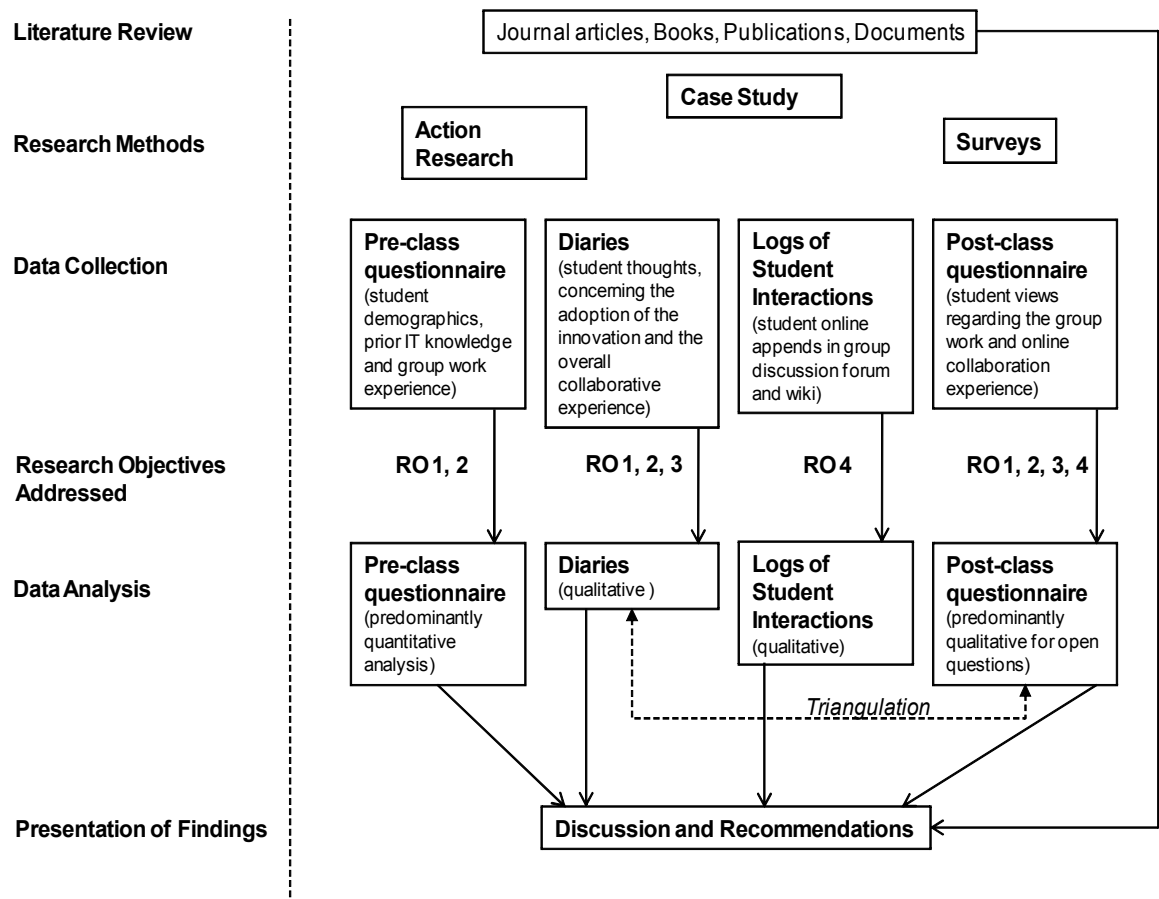 Literature Review
Journal articles, Books, Publications, Documents
Case Study
Research Methods
Action
Research
Surveys
Data Collection
Pre-class
questionnaire
(student
demographics,
prior IT knowledge
and group work
experience)
Diaries
(student thoughts,
concerning the
adoption of the
innovation and the
overall
collaborative
experience)
Logs of
Student
Interactions
(student online
appends in group
discussion forum
and wiki)
Post-class
questionnaire
(student views
regarding the group
work and online
collaboration
experience)
Research Objectives
Addressed
RO 1, 2
RO 1, 2, 3
RO 4
RO 1, 2, 3, 4
Data Analysis
Pre-class
questionnaire
(predominantly
quantitative
analysis)
Diaries
(qualitative )
Logs of
Student
Interactions
(qualitative)
Post-class
questionnaire
(predominantly
qualitative for open
questions)
Triangulation
Presentation of Findings
Discussion and Recommendations